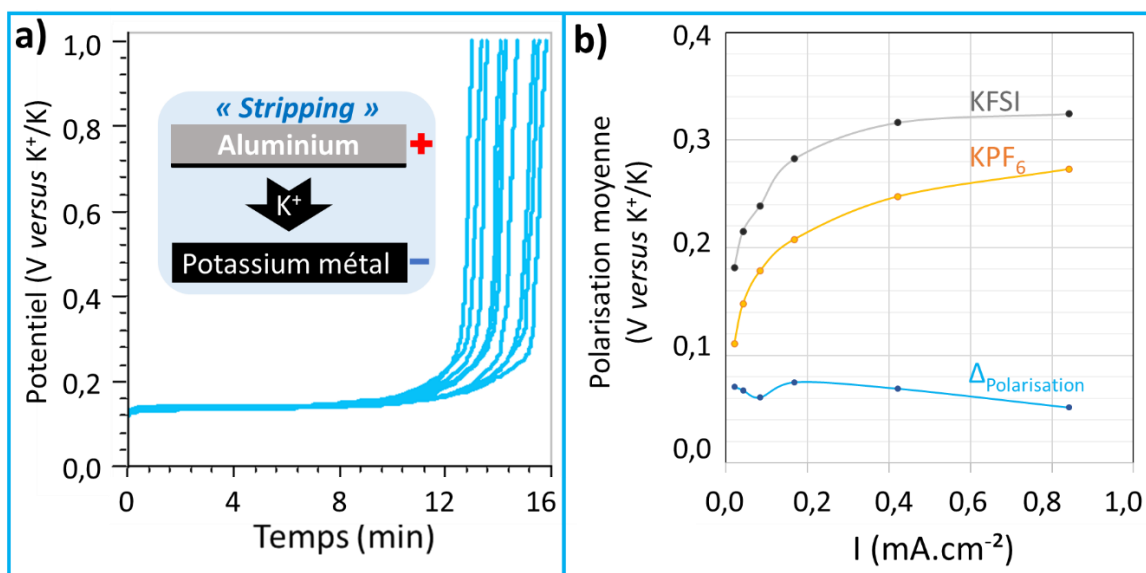 a)
1,0
0,8
0,6
0,4
0,2
0,0
Potentiel (V versus K⁺/K)
« Stripping »
Aluminium
+
K⁺
Potassium métal
−
0 4 8 12 16
Temps (min)
b)
0,4
0,3
0,2
0,1
0,0
Polarisation moyenne
(V versus K⁺/K)
KFSI
KPF₆
Δ Polarisation
0,0 0,2 0,4 0,6 0,8 1,0
I (mA.cm⁻²)